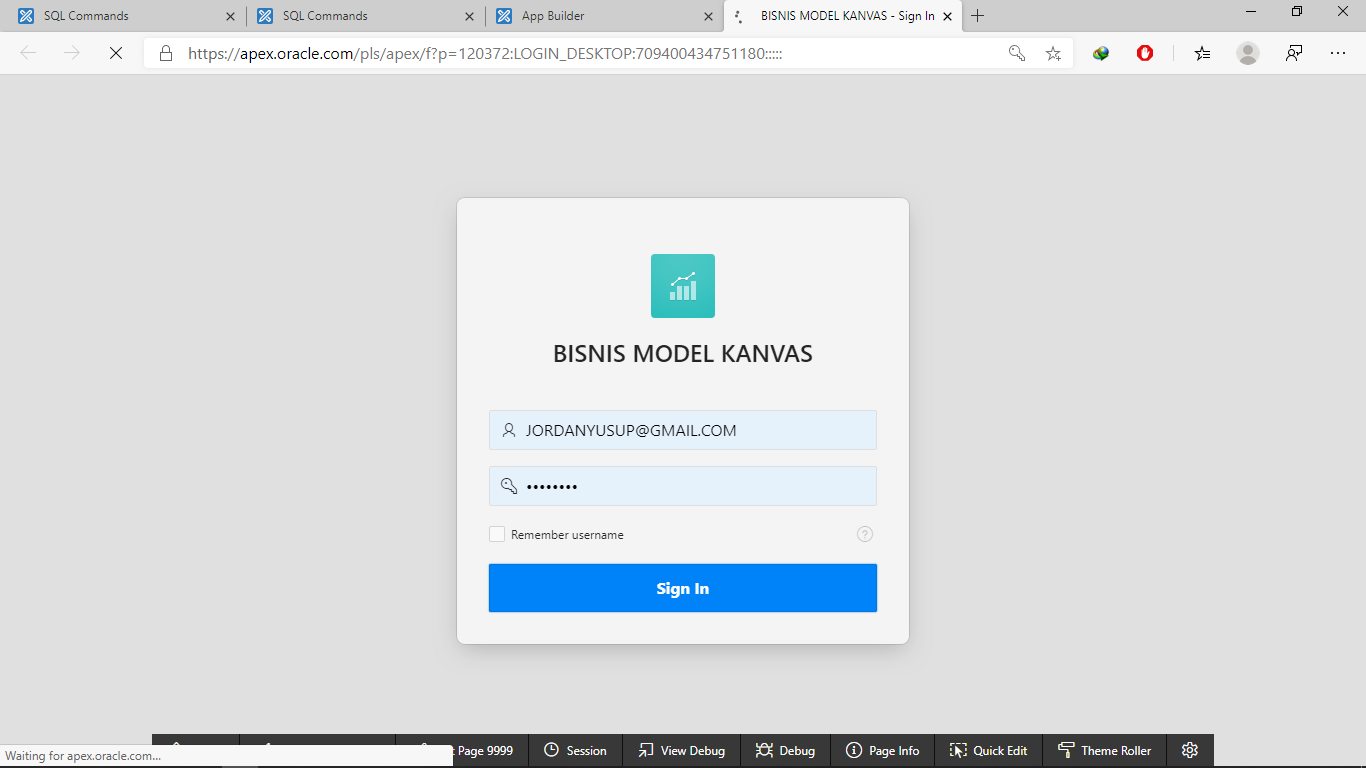 SQL Commands
SQL Commands
App Builder
BISNIS MODEL KANVAS - Sign In
https://apex.oracle.com/pls/apex/f?p=120372:LOGIN_DESKTOP:709400434751180:::::
BISNIS MODEL KANVAS
JORDANYUSUP@GMAIL.COM
••••••••
Remember username
?
Sign In
Page 9999
Session
View Debug
Debug
Page Info
Quick Edit
Theme Roller
Waiting for apex.oracle.com...